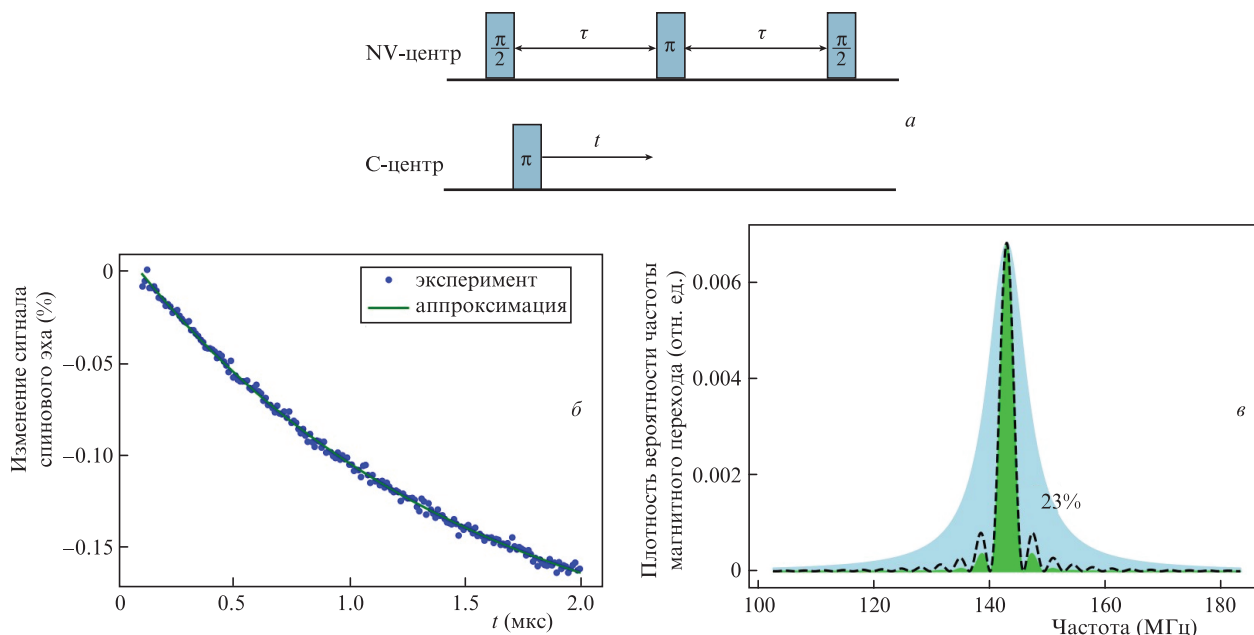 NV-центр
π/2
τ
π
τ
π/2
а
С-центр
π
t
Изменение сигнала
спинового эха (%)
0
–0.05
–0.10
–0.15
эксперимент
аппроксимация
б
0
0.5
1.0
1.5
2.0
t (мкс)
Плотность вероятности частоты
магнитного перехода (отн. ед.)
0.006
0.004
0.002
0
23%
в
100
120
140
160
180
Частота (МГц)